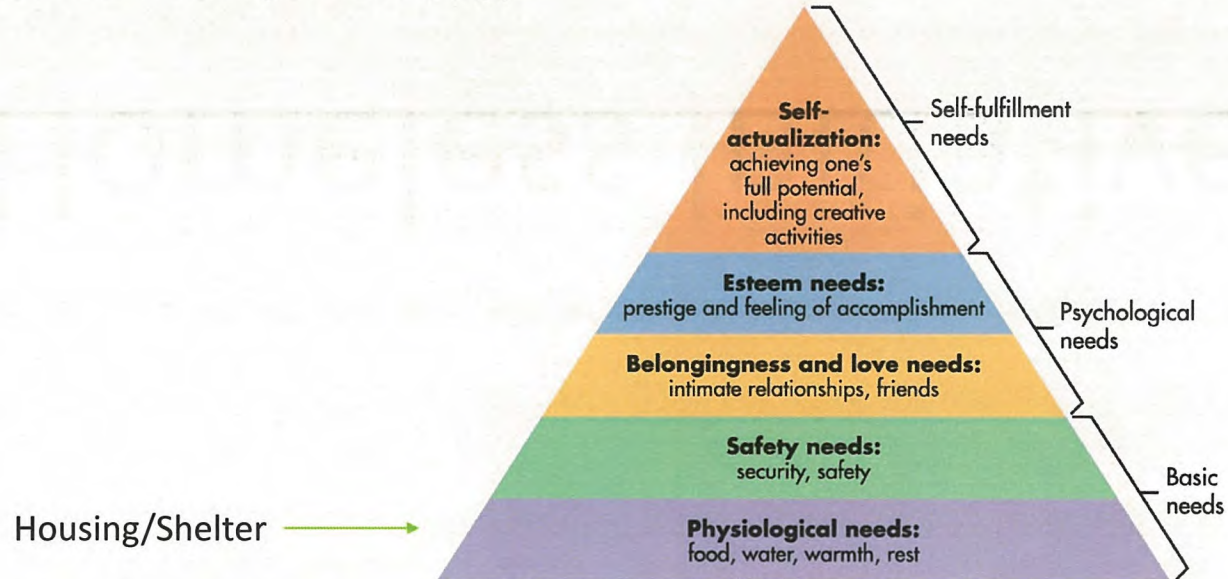 Self-
actualization:
achieving one's
full potential,
including creative
activities
Self-fulfillment
needs
Esteem needs:
prestige and feeling of accomplishment
Psychological
needs
Belongingness and love needs:
intimate relationships, friends
Safety needs:
security, safety
Basic
needs
Housing/Shelter
Physiological needs:
food, water, warmth, rest